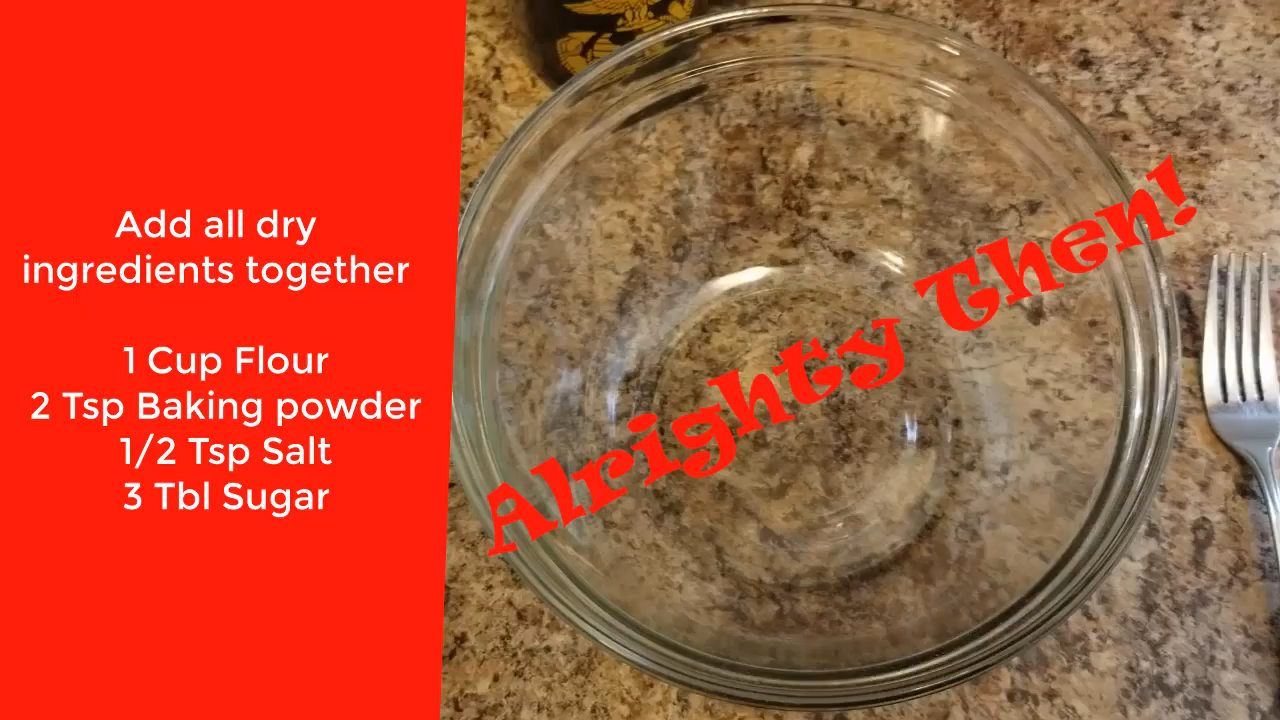 Add all dry
ingredients together
1 Cup Flour
2 Tsp Baking powder
1/2 Tsp Salt
3 Tbl Sugar
Alrighty Then!